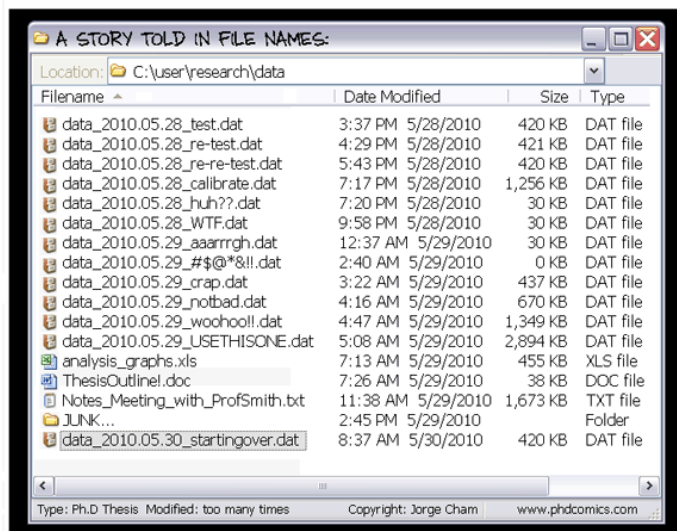 A STORY TOLD IN FILE NAMES:
Location: C:\user\research\data
Filename Date Modified Size Type
data_2010.05.28_test.dat 3:37 PM 5/28/2010 420 KB DAT file
data_2010.05.28_re-test.dat 4:29 PM 5/28/2010 421 KB DAT file
data_2010.05.28_re-re-test.dat 5:43 PM 5/28/2010 420 KB DAT file
data_2010.05.28_calibrate.dat 7:17 PM 5/28/2010 1,256 KB DAT file
data_2010.05.28_huh??.dat 7:20 PM 5/28/2010 30 KB DAT file
data_2010.05.28_WTF.dat 9:58 PM 5/28/2010 30 KB DAT file
data_2010.05.29_aaarrrgh.dat 12:37 AM 5/29/2010 30 KB DAT file
data_2010.05.29_#$@*&!!.dat 2:40 AM 5/29/2010 0 KB DAT file
data_2010.05.29_crap.dat 3:22 AM 5/29/2010 437 KB DAT file
data_2010.05.29_notbad.dat 4:16 AM 5/29/2010 670 KB DAT file
data_2010.05.29_woohoo!!.dat 4:47 AM 5/29/2010 1,349 KB DAT file
data_2010.05.29_USETHISONE.dat 5:08 AM 5/29/2010 2,894 KB DAT file
analysis_graphs.xls 7:13 AM 5/29/2010 455 KB XLS file
ThesisOutline!.doc 7:26 AM 5/29/2010 38 KB DOC file
Notes_Meeting_with_ProfSmith.txt 11:38 AM 5/29/2010 1,673 KB TXT file
JUNK... 2:45 PM 5/29/2010 Folder
data_2010.05.30_startingover.dat 8:37 AM 5/30/2010 420 KB DAT file
Type: Ph.D Thesis Modified: too many times Copyright: Jorge Cham www.phdcomics.com